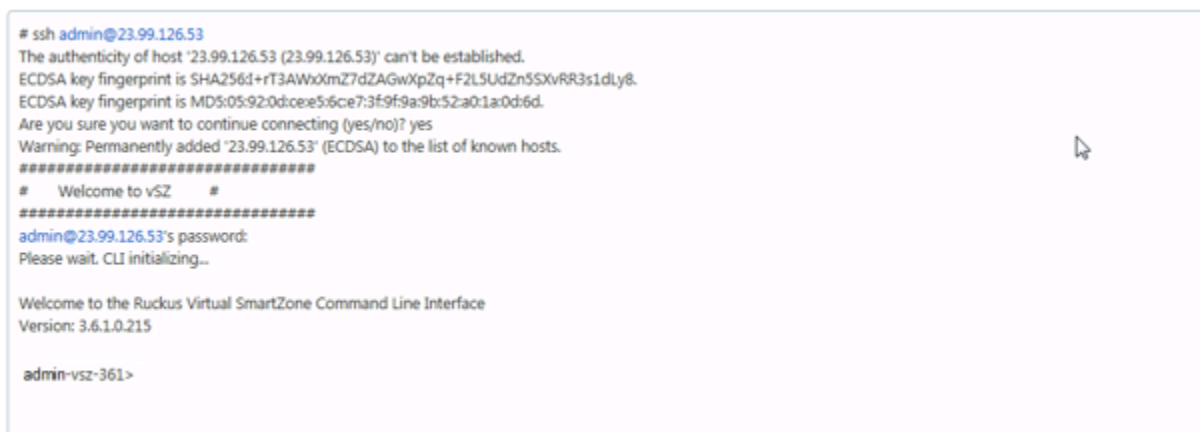 # ssh admin@23.99.126.53
The authenticity of host '23.99.126.53 (23.99.126.53)' can't be established.
ECDSA key fingerprint is SHA256:I+rT3AWxXmZ7dZAGwXpZq+F2L5UdZn5SXvRR3s1dLy8.
ECDSA key fingerprint is MD5:05:92:0d:ce:e5:6c:e7:3f:9f:9a:9b:52:a0:1a:0d:6d.
Are you sure you want to continue connecting (yes/no)? yes
Warning: Permanently added '23.99.126.53' (ECDSA) to the list of known hosts.
################################
#       Welcome to vSZ         #
################################
admin@23.99.126.53's password:
Please wait. CLI initializing...
Welcome to the Ruckus Virtual SmartZone Command Line Interface
Version: 3.6.1.0.215
admin-vsz-361>